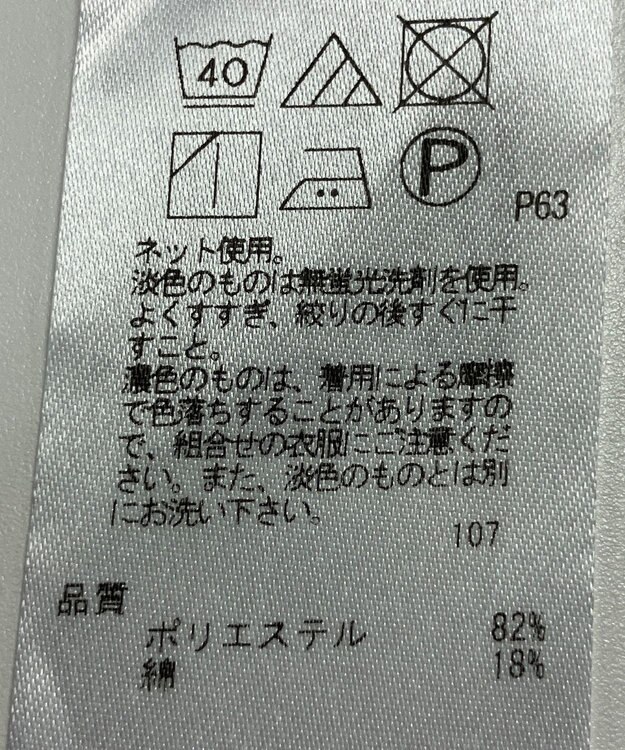 40
P
P63
ネット使用。
淡色のものは無蛍光洗剤を使用。
よくすすぎ、絞りの後すぐに干
すこと。
濃色のものは、着用による摩擦
で色落ちすることがありますの
で、組合せの衣服にご注意くだ
さい。また、淡色のものとは別
にお洗い下さい。
107
品質
ポリエステル 82%
綿 18%